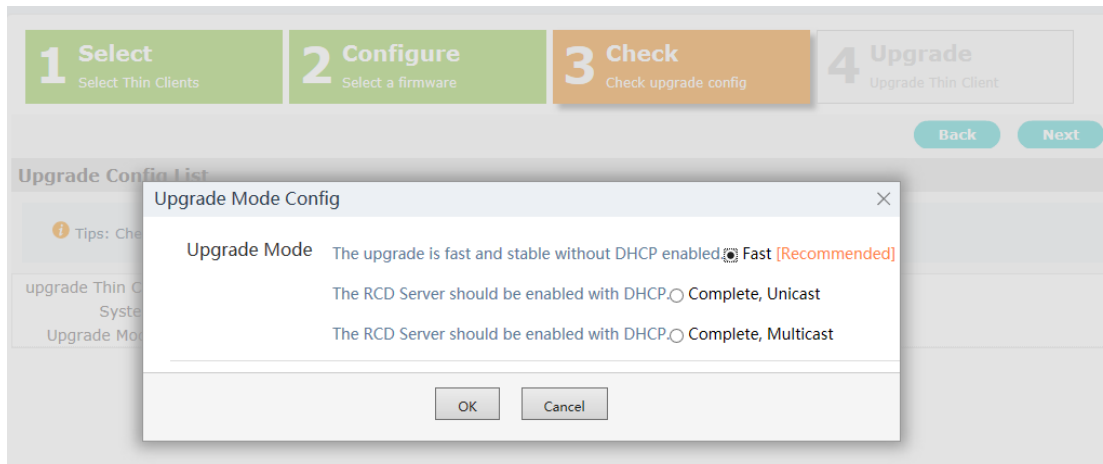 1 Select
Select Thin Clients
2 Configure
Select a firmware
3 Check
Check upgrade config
4 Upgrade
Upgrade Thin Client
Back Next
Upgrade Config List
Upgrade Mode Config
Tips: Che
Upgrade Mode The upgrade is fast and stable without DHCP enabled. Fast [Recommended]
upgrade Thin C
The RCD Server should be enabled with DHCP. Complete, Unicast
Syste
Upgrade Mod
The RCD Server should be enabled with DHCP. Complete, Multicast
OK Cancel